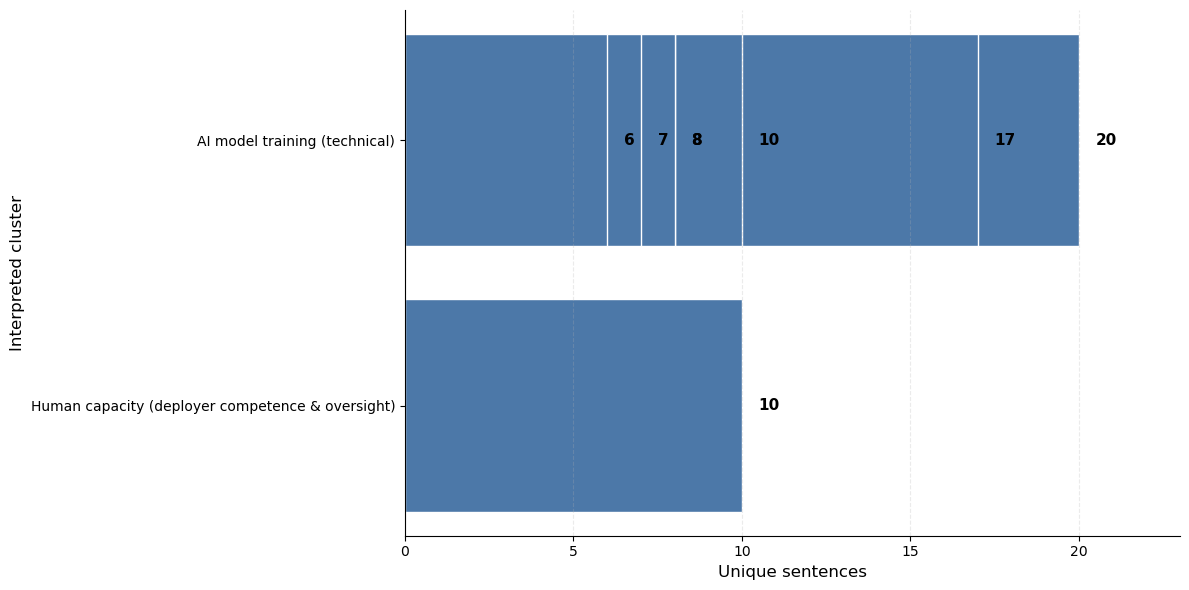 AI model training (technical)
6 7 8 10 17 20
Human capacity (deployer competence & oversight)
10
0 5 10 15 20
Unique sentences
Interpreted cluster